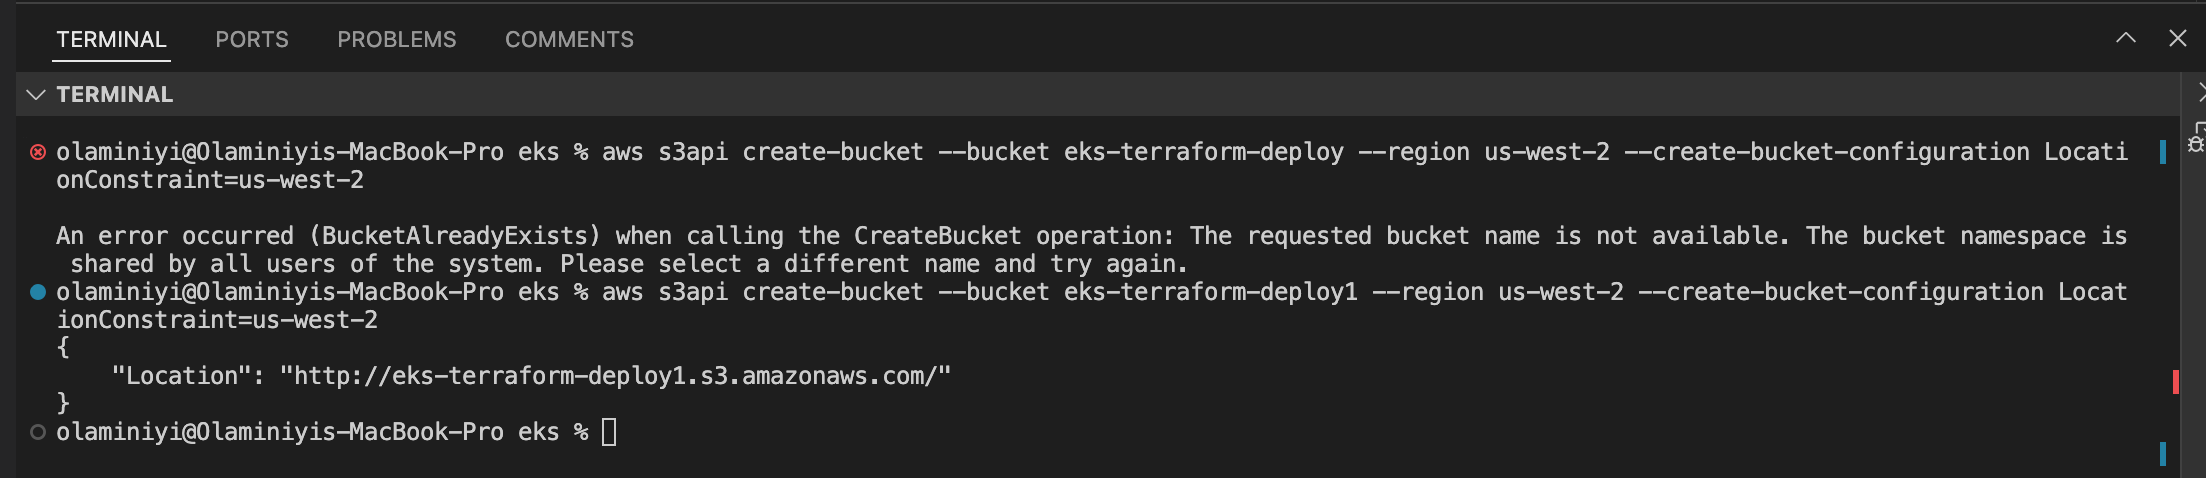 TERMINAL PORTS PROBLEMS COMMENTS
TERMINAL
olaminiyi@Olaminiyis-MacBook-Pro eks % aws s3api create-bucket --bucket eks-terraform-deploy --region us-west-2 --create-bucket-configuration Locati
onConstraint=us-west-2
An error occurred (BucketAlreadyExists) when calling the CreateBucket operation: The requested bucket name is not available. The bucket namespace is
 shared by all users of the system. Please select a different name and try again.
olaminiyi@Olaminiyis-MacBook-Pro eks % aws s3api create-bucket --bucket eks-terraform-deploy1 --region us-west-2 --create-bucket-configuration Locat
ionConstraint=us-west-2
{
    "Location": "http://eks-terraform-deploy1.s3.amazonaws.com/"
}
olaminiyi@Olaminiyis-MacBook-Pro eks %